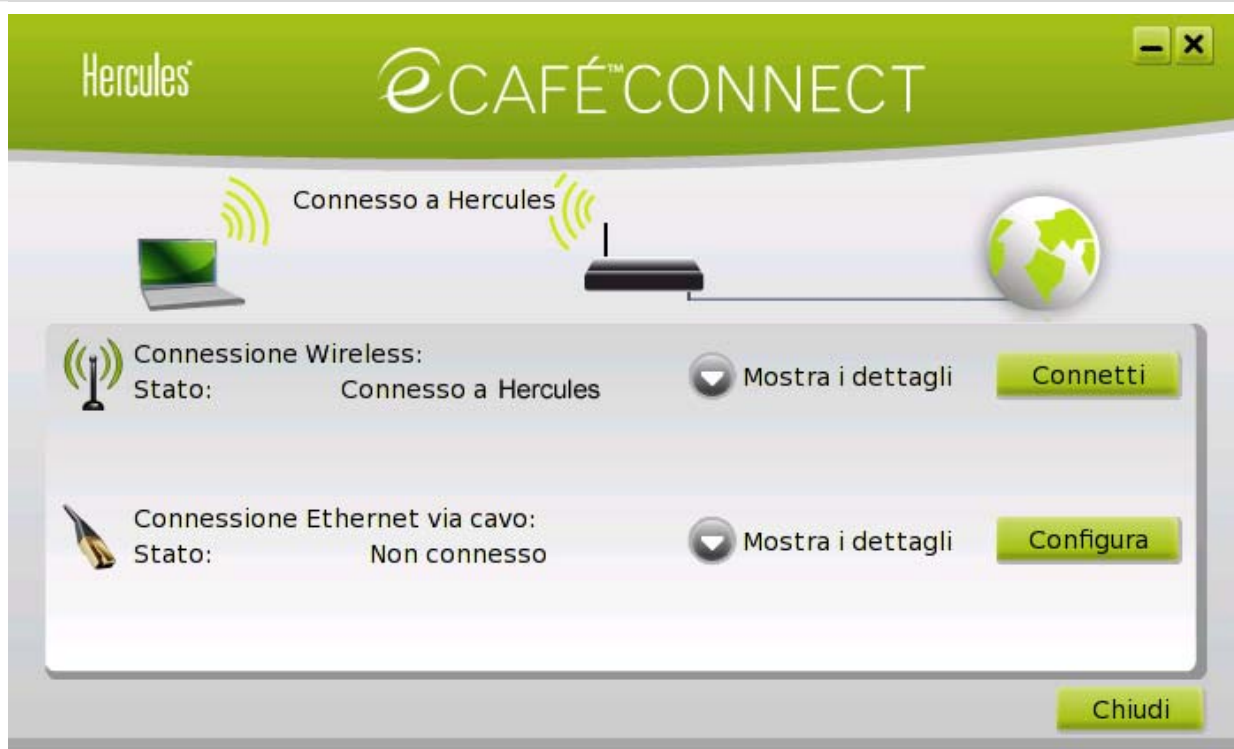 Hercules
eCAFÉ™CONNECT
Connesso a Hercules
Connessione Wireless:
Stato: Connesso a Hercules
Mostra i dettagli
Connetti
Connessione Ethernet via cavo:
Stato: Non connesso
Mostra i dettagli
Configura
Chiudi